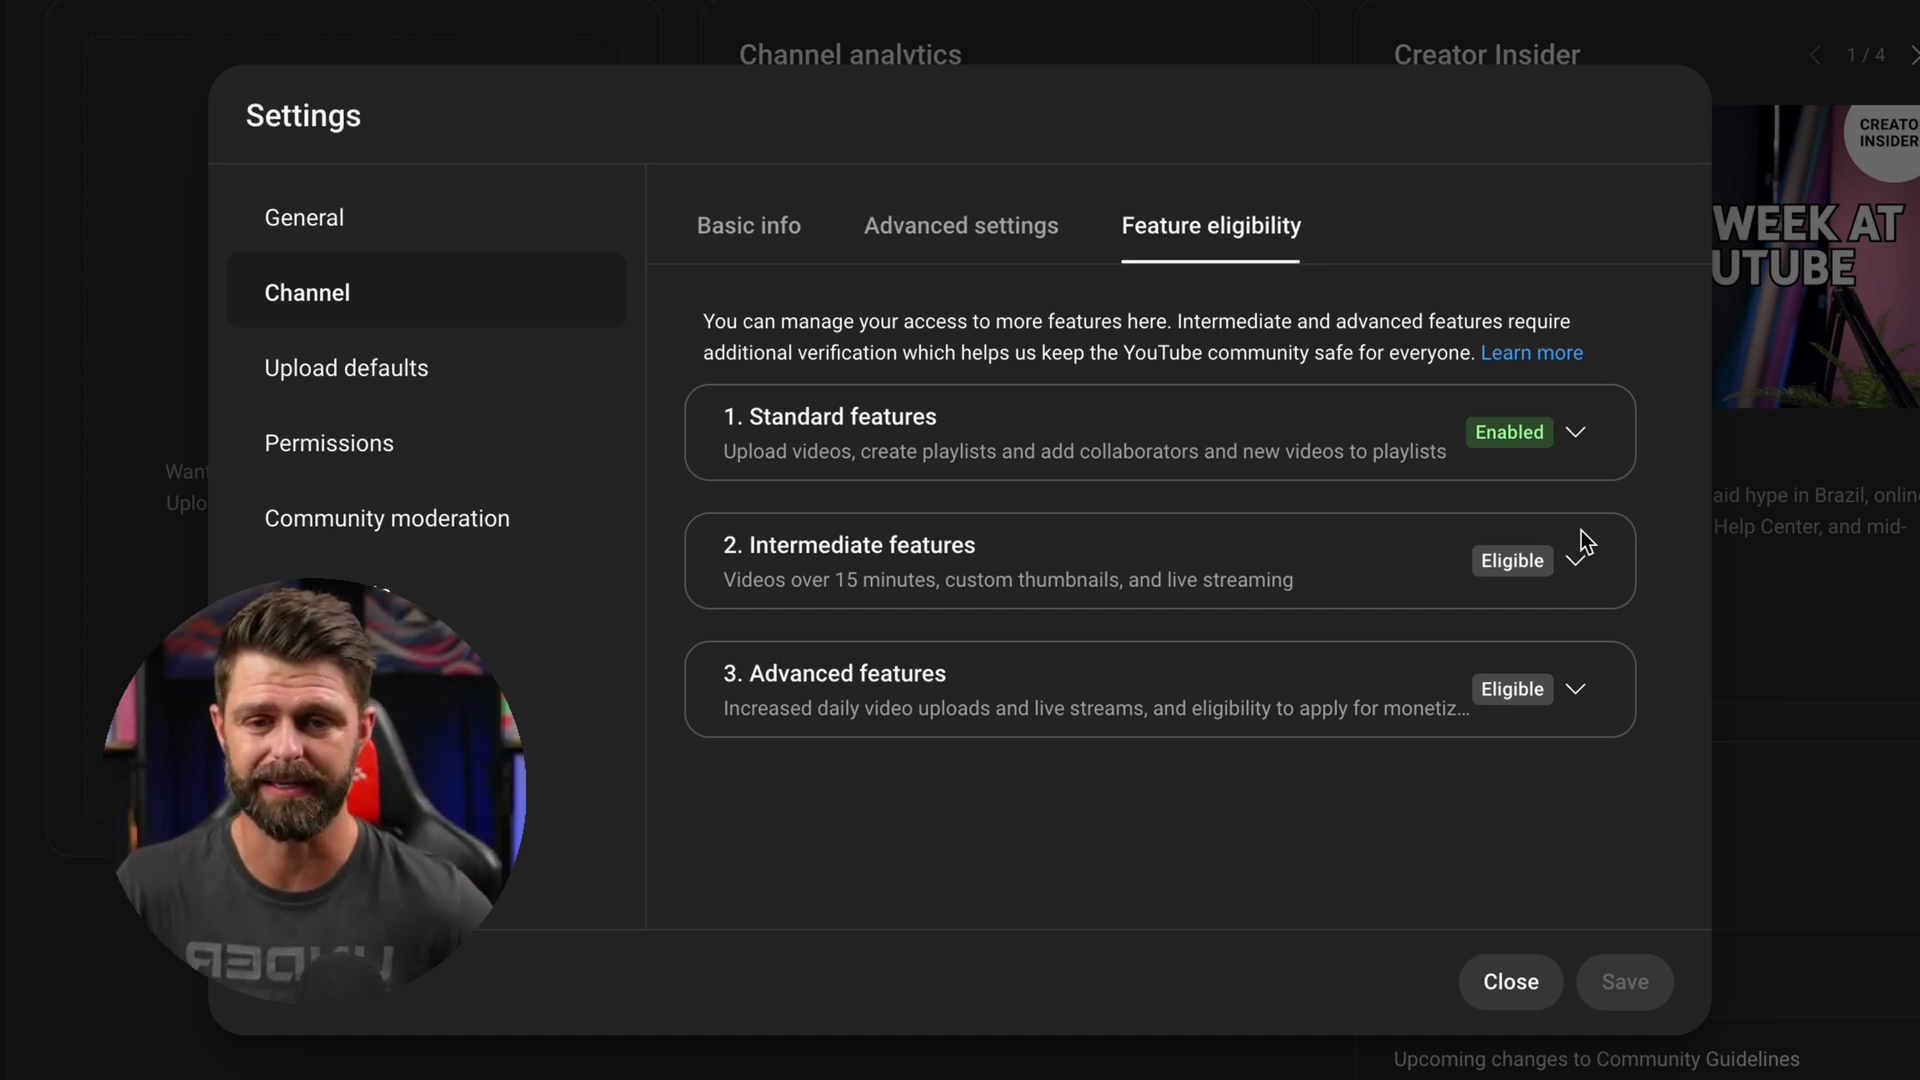 Channel analytics
Creator Insider
1 / 4
Settings
CREATO
INSIDER
General
Channel
Upload defaults
Permissions
Community moderation
Basic info
Advanced settings
Feature eligibility
WEEK AT
UTUBE
You can manage your access to more features here. Intermediate and advanced features require
additional verification which helps us keep the YouTube community safe for everyone. Learn more
1. Standard features
Upload videos, create playlists and add collaborators and new videos to playlists
Enabled
2. Intermediate features
Videos over 15 minutes, custom thumbnails, and live streaming
Eligible
3. Advanced features
Increased daily video uploads and live streams, and eligibility to apply for monetiz...
Eligible
Want
Uplo
aid hype in Brazil, onlin
Help Center, and mid-
Close
Save
Upcoming changes to Community Guidelines